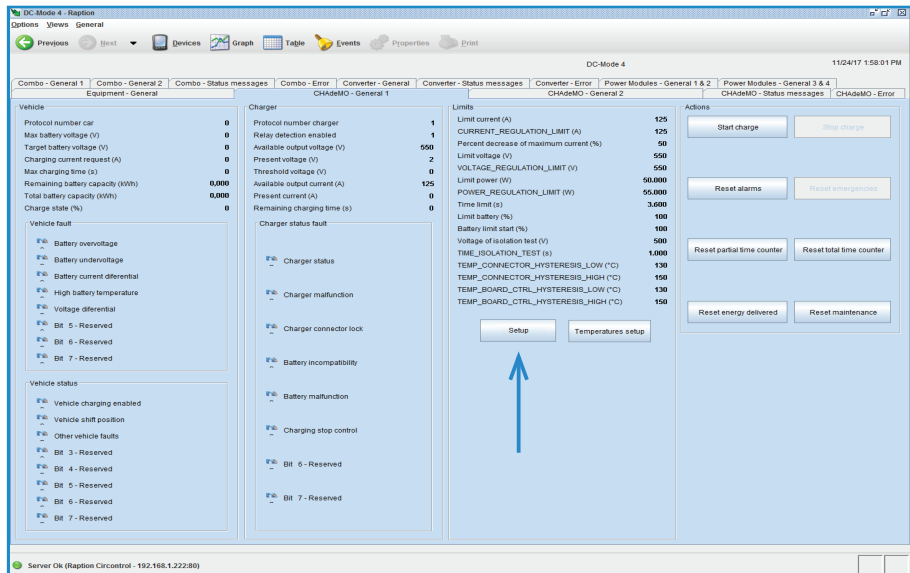 DC-Mode 4 - Raption
Options Views General
Previous Next Devices Graph Table Events Properties Print
DC-Mode 4 11/24/17 1:58:01 PM
Combo - General 1 Combo - General 2 Combo - Status messages Combo - Error Converter - General Converter - Status messages Converter - Error Power Modules - General 1 & 2 Power Modules - General 3 & 4
Equipment - General CHAdeMO - General 1 CHAdeMO - General 2 CHAdeMO - Status messages CHAdeMO - Error
Vehicle
Protocol number car 0
Max battery voltage (V) 0
Target battery voltage (V) 0
Charging current request (A) 0
Max charging time (s) 0
Remaining battery capacity (kWh) 0,000
Total battery capacity (kWh) 0,000
Charge state (%) 0
Vehicle fault
Battery overvoltage
Battery undervoltage
Battery current diferential
High battery temperature
Voltage diferential
Bit 5 - Reserved
Bit 6 - Reserved
Bit 7 - Reserved
Vehicle status
Vehicle charging enabled
Vehicle shift position
Other vehicle faults
Bit 3 - Reserved
Bit 4 - Reserved
Bit 5 - Reserved
Bit 6 - Reserved
Bit 7 - Reserved
Charger
Protocol number charger 1
Relay detection enabled 1
Available output voltage (V) 550
Present voltage (V) 2
Threshold voltage (V) 0
Available output current (A) 125
Present current (A) 0
Remaining charging time (s) 0
Charger status fault
Charger status
Charger malfunction
Charger connector lock
Battery incompatibility
Battery malfunction
Charging stop control
Bit 6 - Reserved
Bit 7 - Reserved
Limits
Limit current (A) 125
CURRENT_REGULATION_LIMIT (A) 125
Percent decrease of maximum current (%) 50
Limit voltage (V) 550
VOLTAGE_REGULATION_LIMIT (V) 550
Limit power (W) 50.000
POWER_REGULATION_LIMIT (W) 55.000
Time limit (s) 3.600
Limit battery (%) 100
Battery limit start (%) 100
Voltage of isolation test (V) 500
TIME_ISOLATION_TEST (s) 1.000
TEMP_CONNECTOR_HYSTERESIS_LOW (°C) 130
TEMP_CONNECTOR_HYSTERESIS_HIGH (°C) 150
TEMP_BOARD_CTRL_HYSTERESIS_LOW (°C) 130
TEMP_BOARD_CTRL_HYSTERESIS_HIGH (°C) 150
Setup Temperatures setup
Actions
Start charge Stop charge
Reset alarms Reset emergencies
Reset partial time counter Reset total time counter
Reset energy delivered Reset maintenance
Server Ok (Raption Circontrol - 192.168.1.222:80)